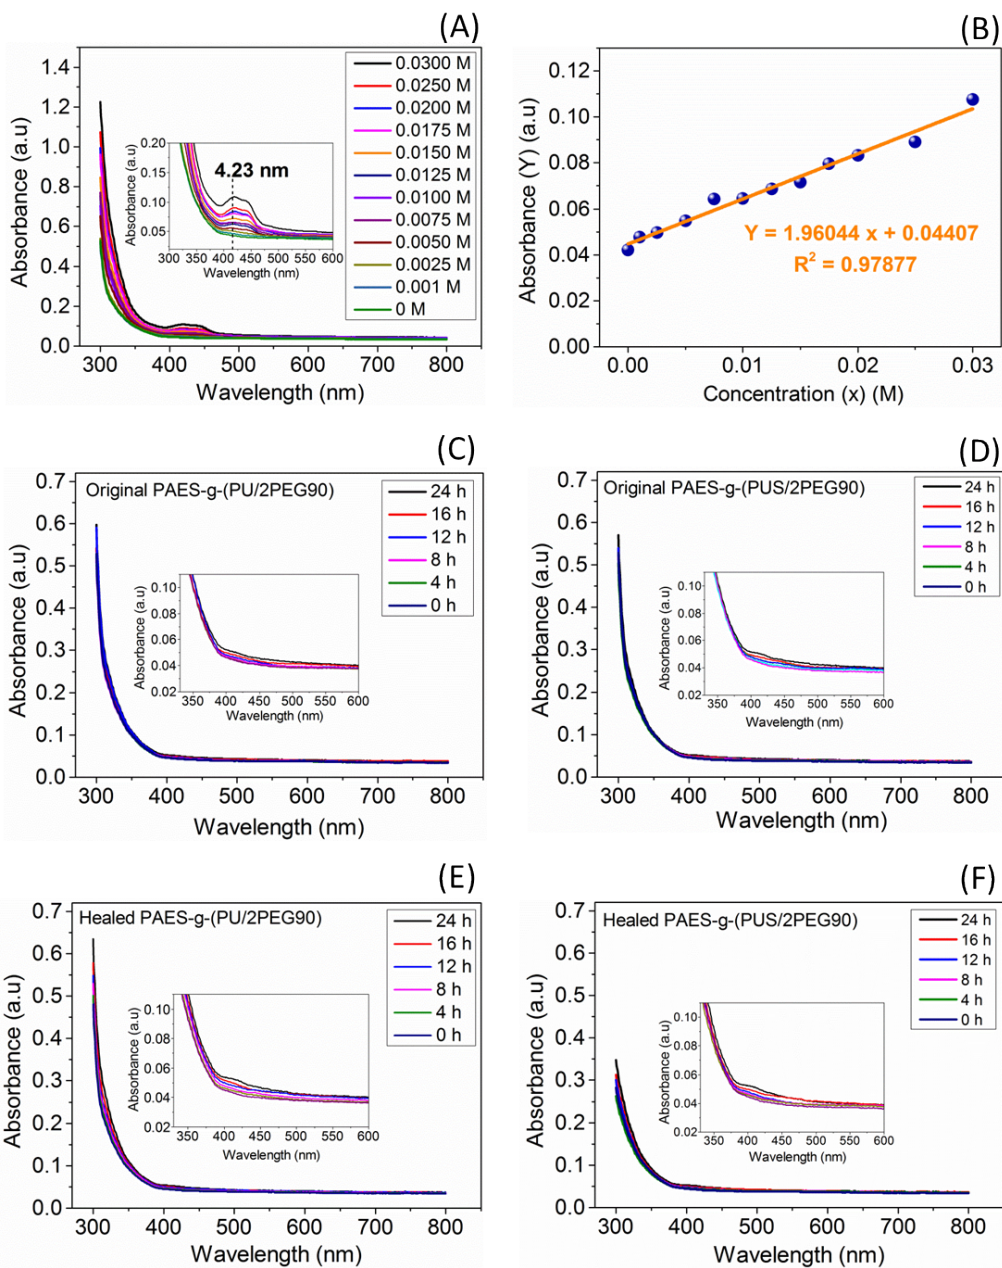 (A)
1.4
1.2
1.0
0.8
0.6
0.4
0.2
0.0
Absorbance (a.u)
300 400 500 600 700 800
Wavelength (nm)
0.0300 M
0.0250 M
0.0200 M
0.0175 M
0.0150 M
0.0125 M
0.0100 M
0.0075 M
0.0050 M
0.0025 M
0.001 M
0 M
0.20
0.15
0.10
0.05
Absorbance (a.u)
4.23 nm
300 350 400 450 500 550 600
Wavelength (nm)
(B)
0.12
0.10
0.08
0.06
0.04
0.02
0.00
Absorbance (Y) (a.u)
Y = 1.96044 x + 0.04407
R2 = 0.97877
0.00 0.01 0.02 0.03
Concentration (x) (M)
(C)
0.7
0.6
0.5
0.4
0.3
0.2
0.1
0.0
Absorbance (a.u)
Original PAES-g-(PU/2PEG90)
24 h
16 h
12 h
8 h
4 h
0 h
0.10
0.08
0.06
0.04
0.02
Absorbance (a.u)
350 400 450 500 550 600
Wavelength (nm)
300 400 500 600 700 800
Wavelength (nm)
(D)
0.7
0.6
0.5
0.4
0.3
0.2
0.1
0.0
Absorbance (a.u)
Original PAES-g-(PUS/2PEG90)
24 h
16 h
12 h
8 h
4 h
0 h
0.10
0.08
0.06
0.04
0.02
Absorbance (a.u)
350 400 450 500 550 600
Wavelength (nm)
300 400 500 600 700 800
Wavelength (nm)
(E)
0.7
0.6
0.5
0.4
0.3
0.2
0.1
0.0
Absorbance (a.u)
Healed PAES-g-(PU/2PEG90)
24 h
16 h
12 h
8 h
4 h
0 h
0.10
0.08
0.06
0.04
0.02
Absorbance (a.u)
350 400 450 500 550 600
Wavelength (nm)
300 400 500 600 700 800
Wavelength (nm)
(F)
0.7
0.6
0.5
0.4
0.3
0.2
0.1
0.0
Absorbance (a.u)
Healed PAES-g-(PUS/2PEG90)
24 h
16 h
12 h
8 h
4 h
0 h
0.10
0.08
0.06
0.04
0.02
Absorbance (a.u)
350 400 450 500 550 600
Wavelength (nm)
300 400 500 600 700 800
Wavelength (nm)